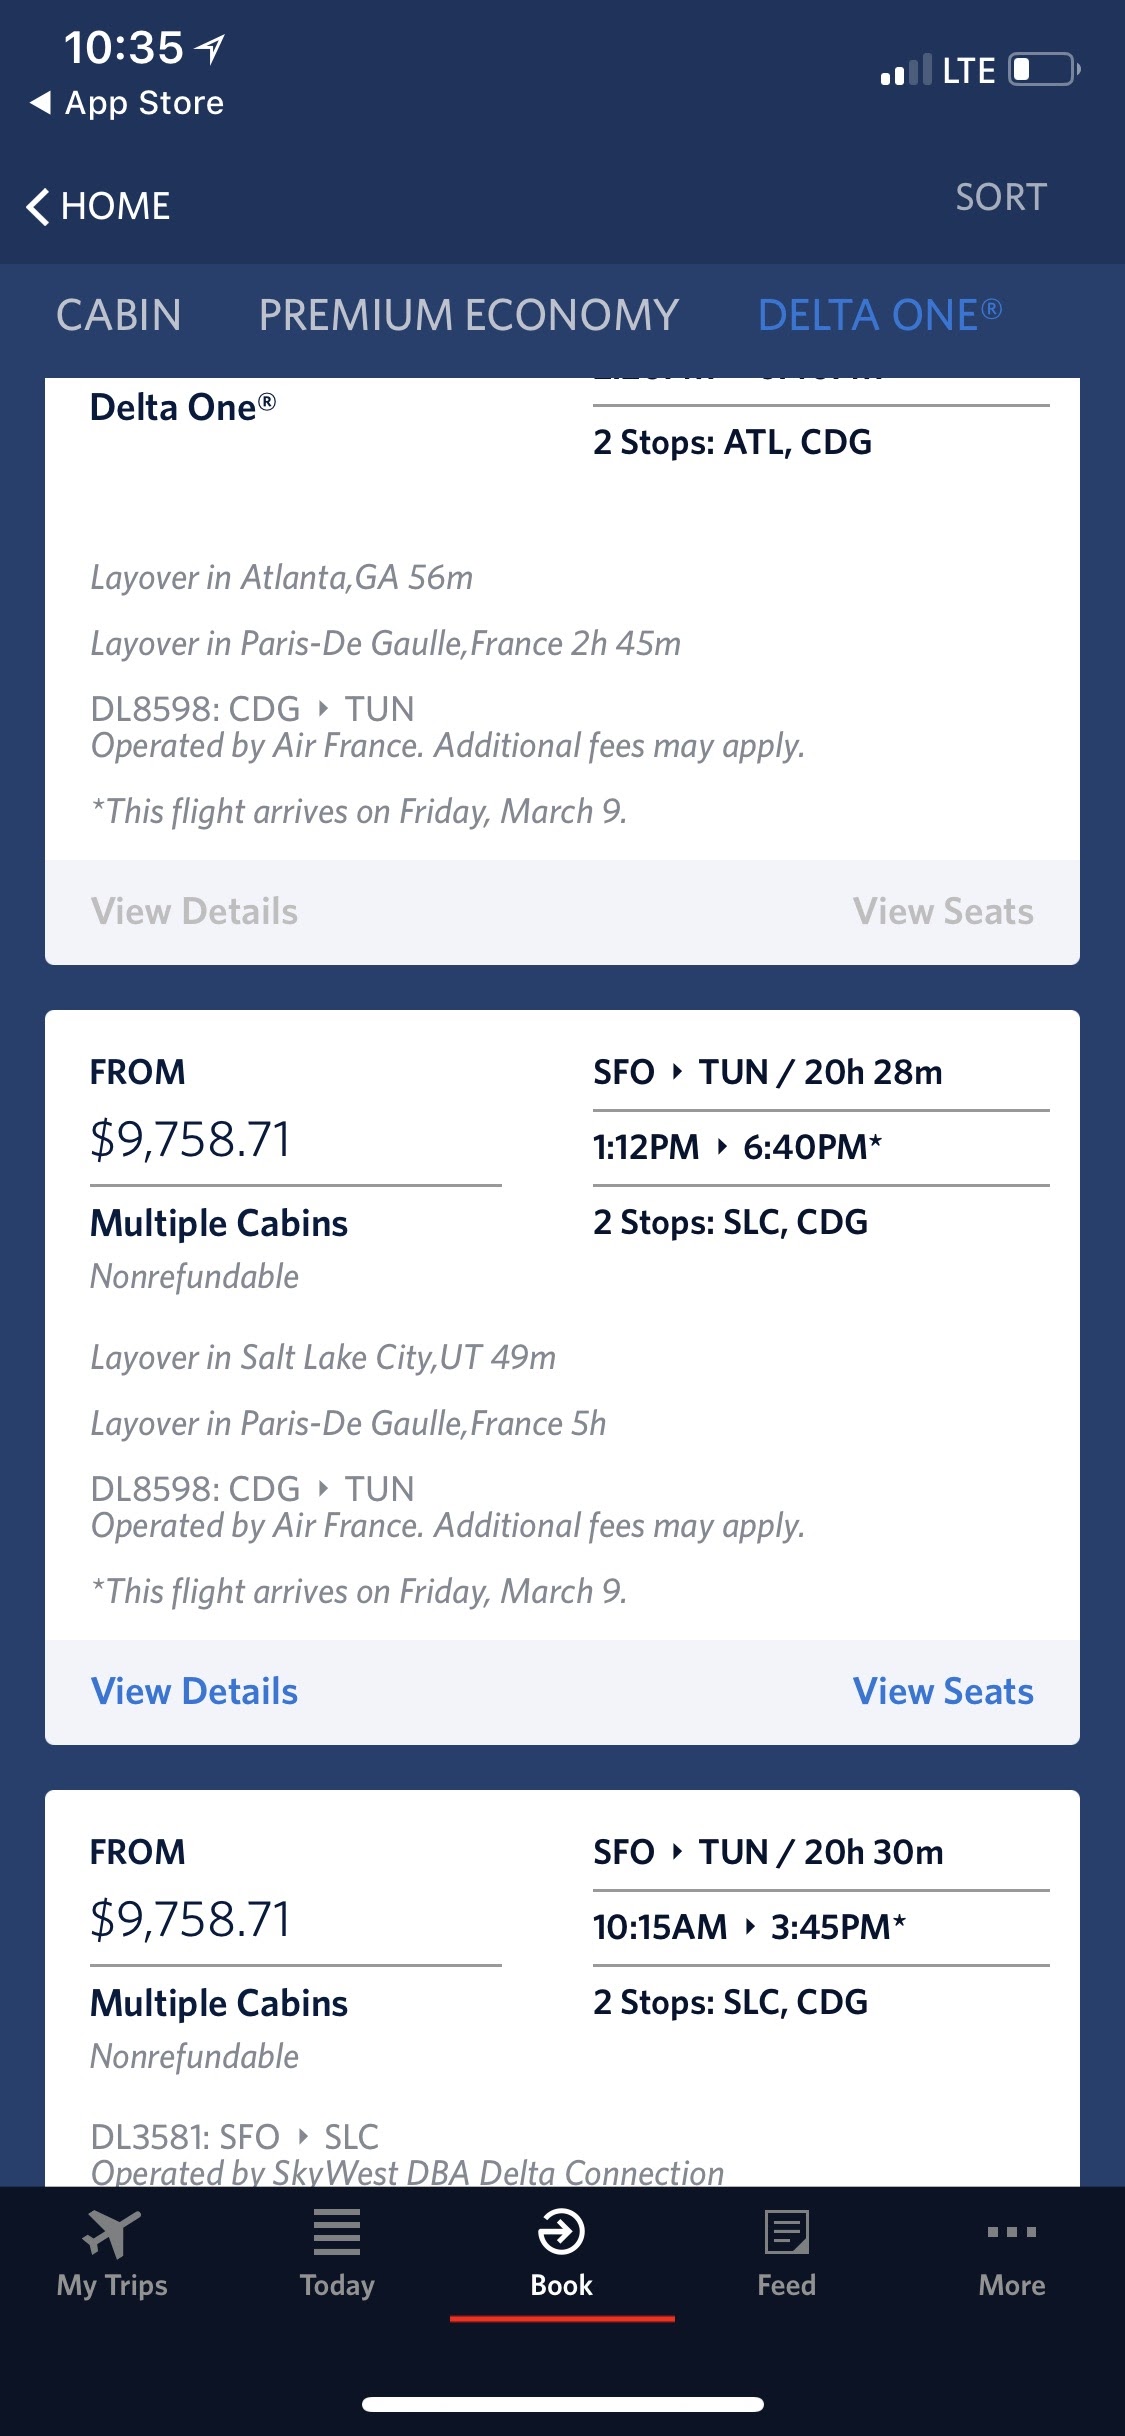 10:35
LTE
App Store
HOME
SORT
CABIN
PREMIUM ECONOMY
DELTA ONE®
Delta One®
2 Stops: ATL, CDG
Layover in Atlanta,GA 56m
Layover in Paris-De Gaulle,France 2h 45m
DL8598: CDG ▸ TUN
Operated by Air France. Additional fees may apply.
*This flight arrives on Friday, March 9.
View Details
View Seats
FROM
$9,758.71
Multiple Cabins
Nonrefundable
SFO ▸ TUN / 20h 28m
1:12PM ▸ 6:40PM*
2 Stops: SLC, CDG
Layover in Salt Lake City,UT 49m
Layover in Paris-De Gaulle,France 5h
DL8598: CDG ▸ TUN
Operated by Air France. Additional fees may apply.
*This flight arrives on Friday, March 9.
View Details
View Seats
FROM
$9,758.71
Multiple Cabins
Nonrefundable
SFO ▸ TUN / 20h 30m
10:15AM ▸ 3:45PM*
2 Stops: SLC, CDG
DL3581: SFO ▸ SLC
Operated by SkyWest DBA Delta Connection
My Trips
Today
Book
Feed
More